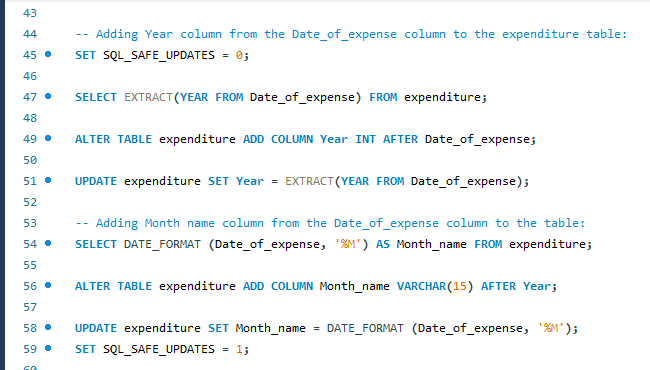 43
44 -- Adding Year column from the Date_of_expense column to the expenditure table:
45 SET SQL_SAFE_UPDATES = 0;
46
47 SELECT EXTRACT(YEAR FROM Date_of_expense) FROM expenditure;
48
49 ALTER TABLE expenditure ADD COLUMN Year INT AFTER Date_of_expense;
50
51 UPDATE expenditure SET Year = EXTRACT(YEAR FROM Date_of_expense);
52
53 -- Adding Month name column from the Date_of_expense column to the table:
54 SELECT DATE_FORMAT (Date_of_expense, '%M') AS Month_name FROM expenditure;
55
56 ALTER TABLE expenditure ADD COLUMN Month_name VARCHAR(15) AFTER Year;
57
58 UPDATE expenditure SET Month_name = DATE_FORMAT (Date_of_expense, '%M');
59 SET SQL_SAFE_UPDATES = 1;
60